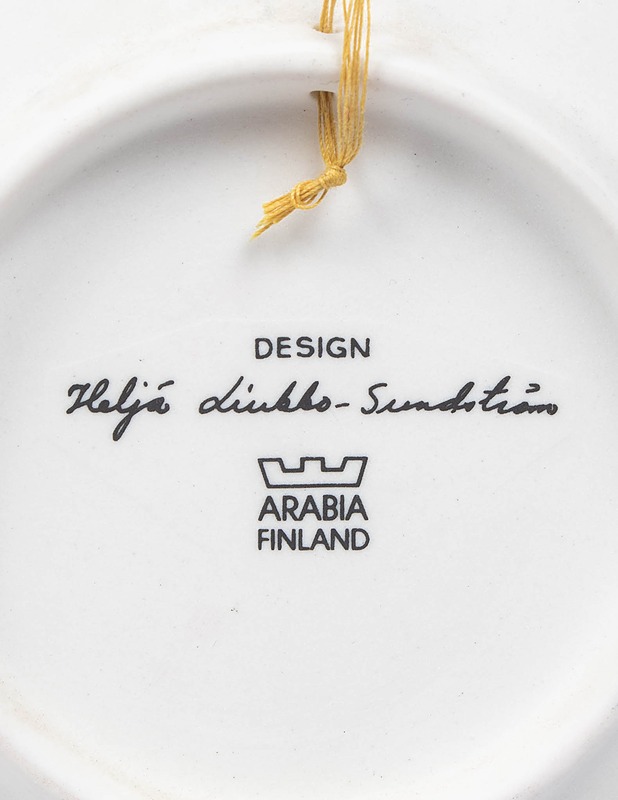 DESIGN
Heljä Liukko-Sundström
ARABIA
FINLAND